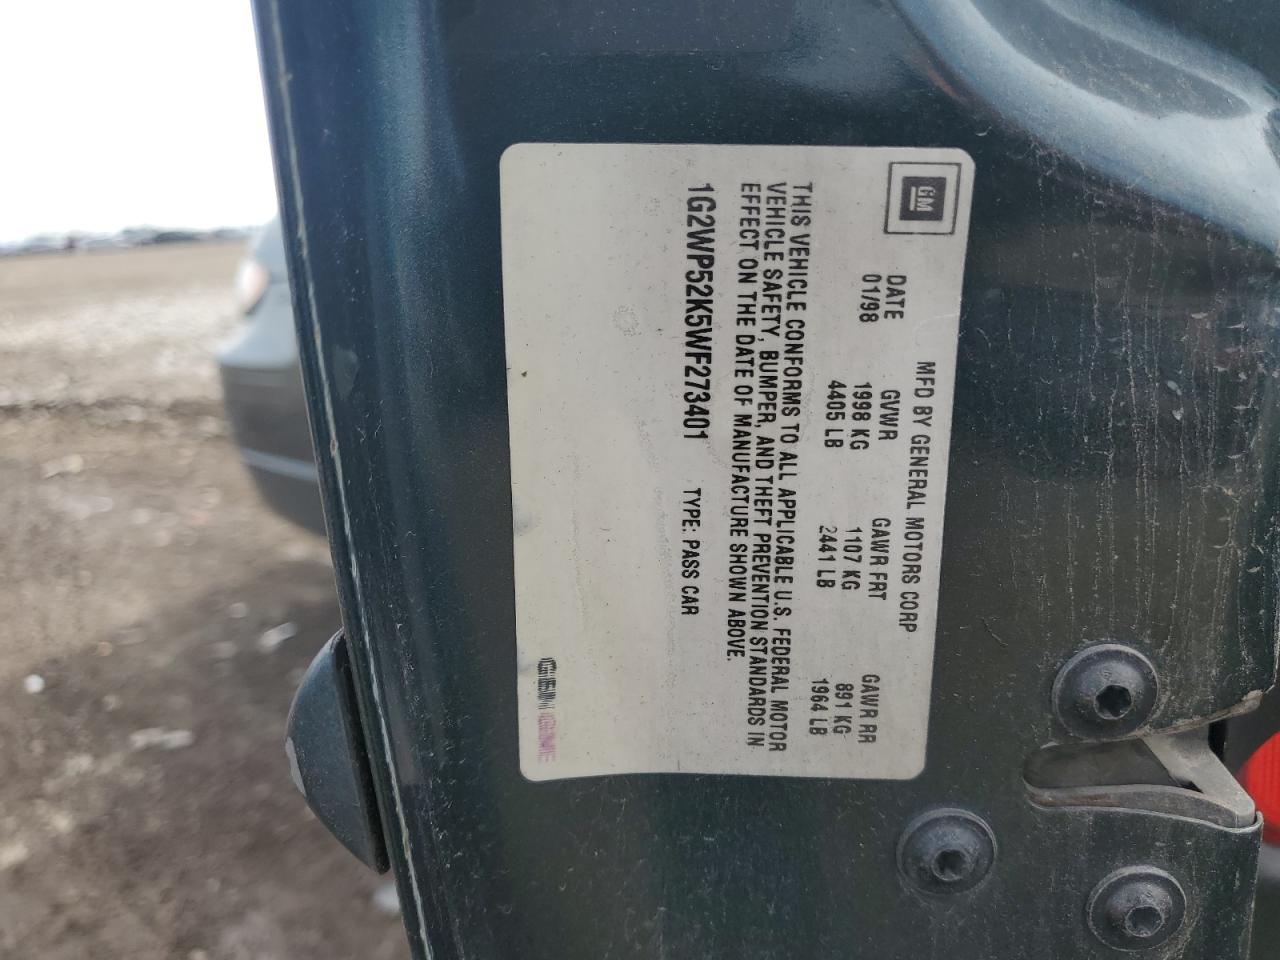 GM
MFD BY GENERAL MOTORS CORP
DATE GVWR GAWR FRT GAWR RR
01/98 1998 KG 1107 KG 891 KG
4405 LB 2441 LB 1964 LB
THIS VEHICLE CONFORMS TO ALL APPLICABLE U.S. FEDERAL MOTOR
VEHICLE SAFETY, BUMPER, AND THEFT PREVENTION STANDARDS IN
EFFECT ON THE DATE OF MANUFACTURE SHOWN ABOVE.
1G2WP52K5WF273401 TYPE: PASS CAR